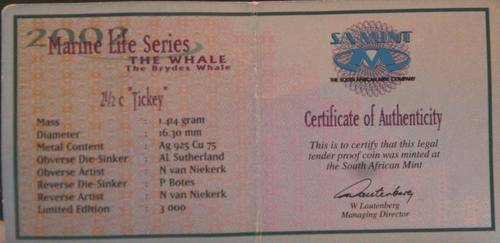 2002
Marine Life Series
THE WHALE
The Brydes Whale
2½ c "Tickey"
Mass : 1.414 gram
Diameter : 16.30 mm
Metal Content : Ag 925 Cu 75
Obverse Die-Sinker : AL Sutherland
Obverse Artist : N van Niekerk
Reverse Die-Sinker : P Botes
Reverse Artist : N van Niekerk
Limited Edition : 3 000
SA MINT
THE SOUTH AFRICAN MINT COMPANY
Certificate of Authenticity
This is to certify that this legal
tender proof coin was minted at
the South African Mint
W Lautenberg
Managing Director